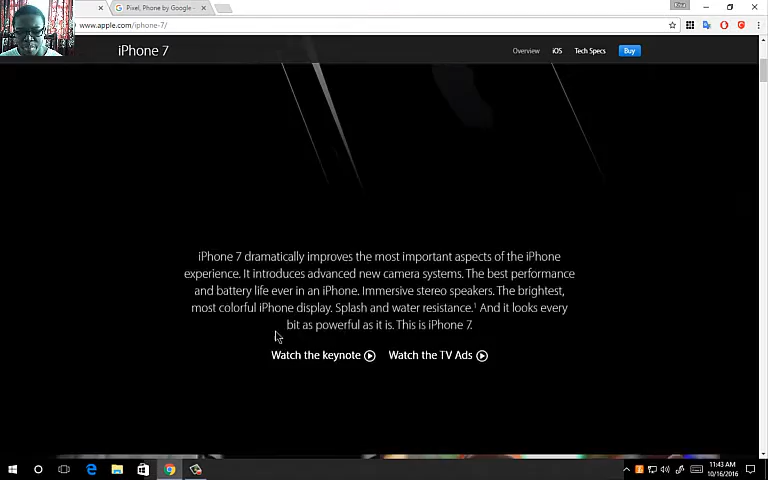 Pixel, Phone by Google -
www.apple.com/iphone-7/
iPhone 7
Overview iOS Tech Specs Buy
iPhone 7 dramatically improves the most important aspects of the iPhone
experience. It introduces advanced new camera systems. The best performance
and battery life ever in an iPhone. Immersive stereo speakers. The brightest,
most colorful iPhone display. Splash and water resistance.¹ And it looks every
bit as powerful as it is. This is iPhone 7.
Watch the keynote Watch the TV Ads
11:43 AM
10/16/2016